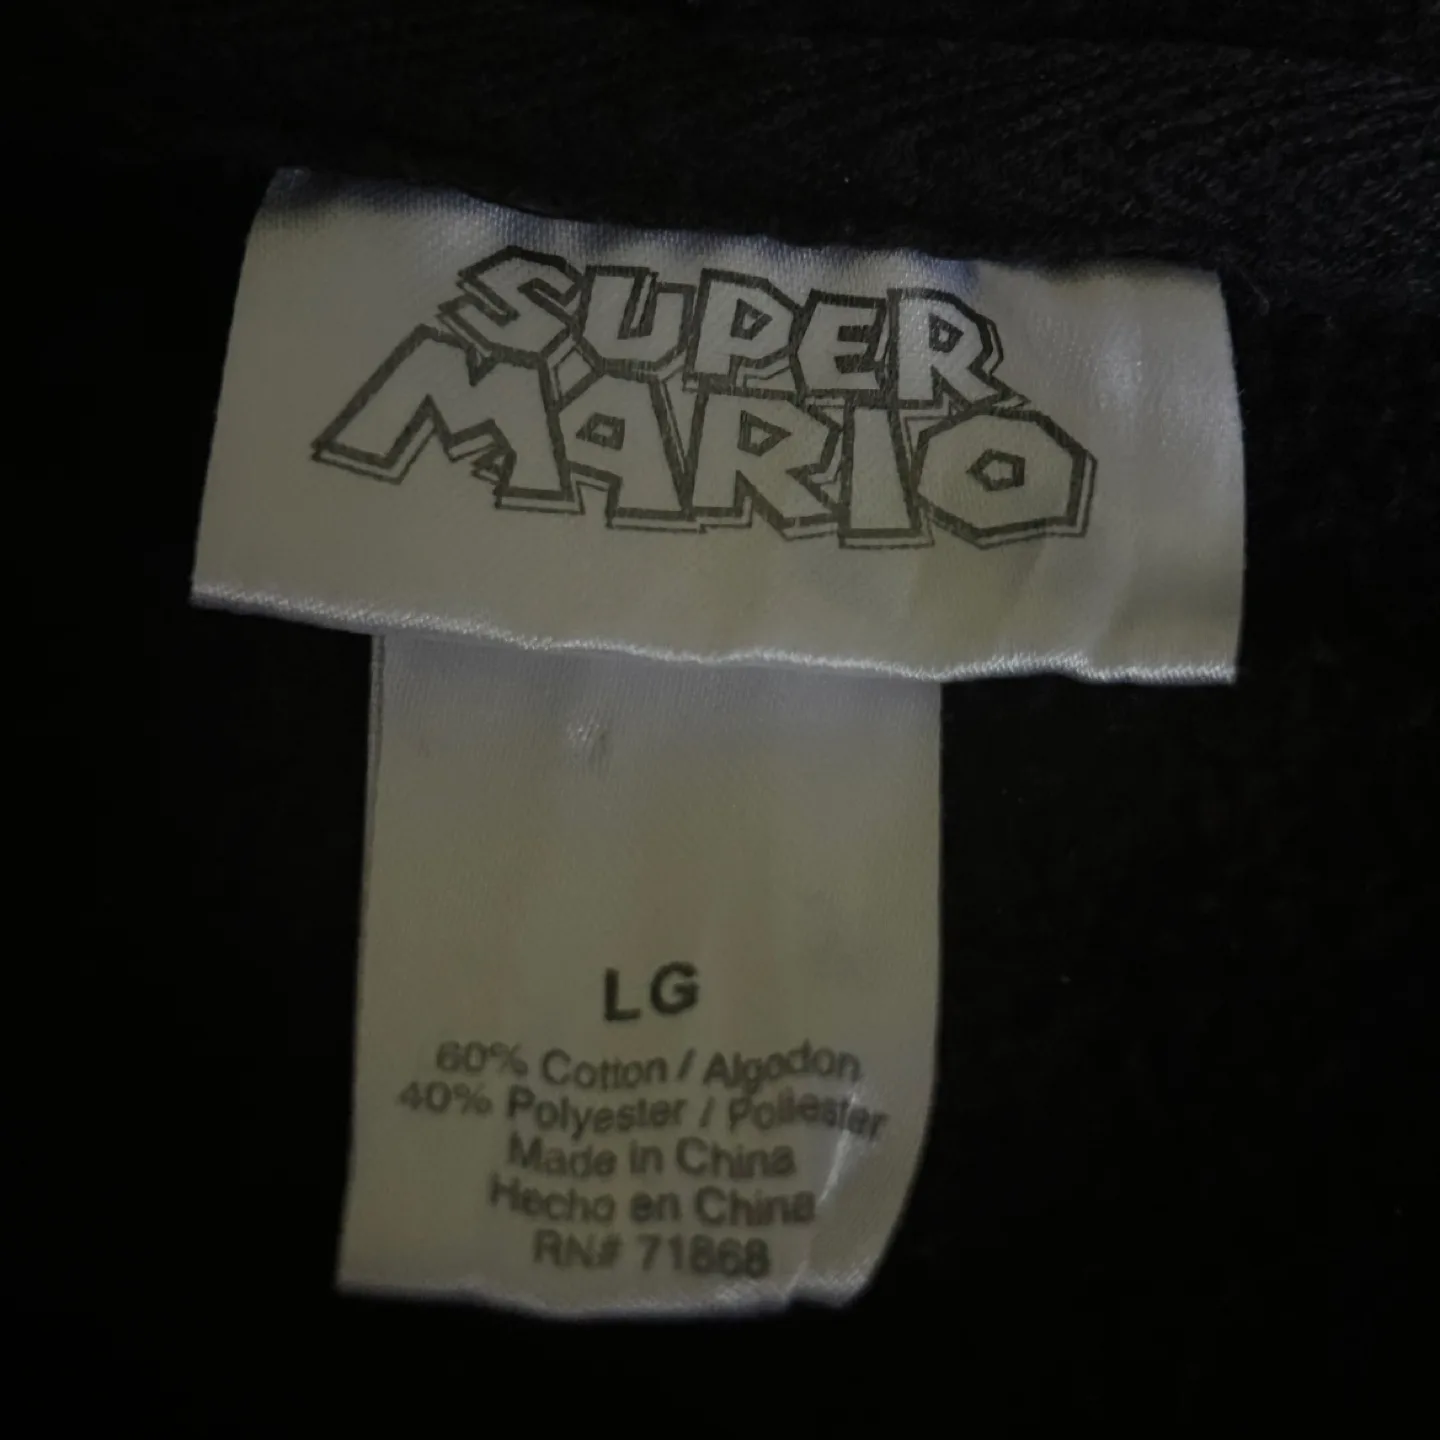 SUPER
MARIO
LG
60% Cotton / Algodon
40% Polyester / Poliester
Made in China
Hecho en China
RN# 71868